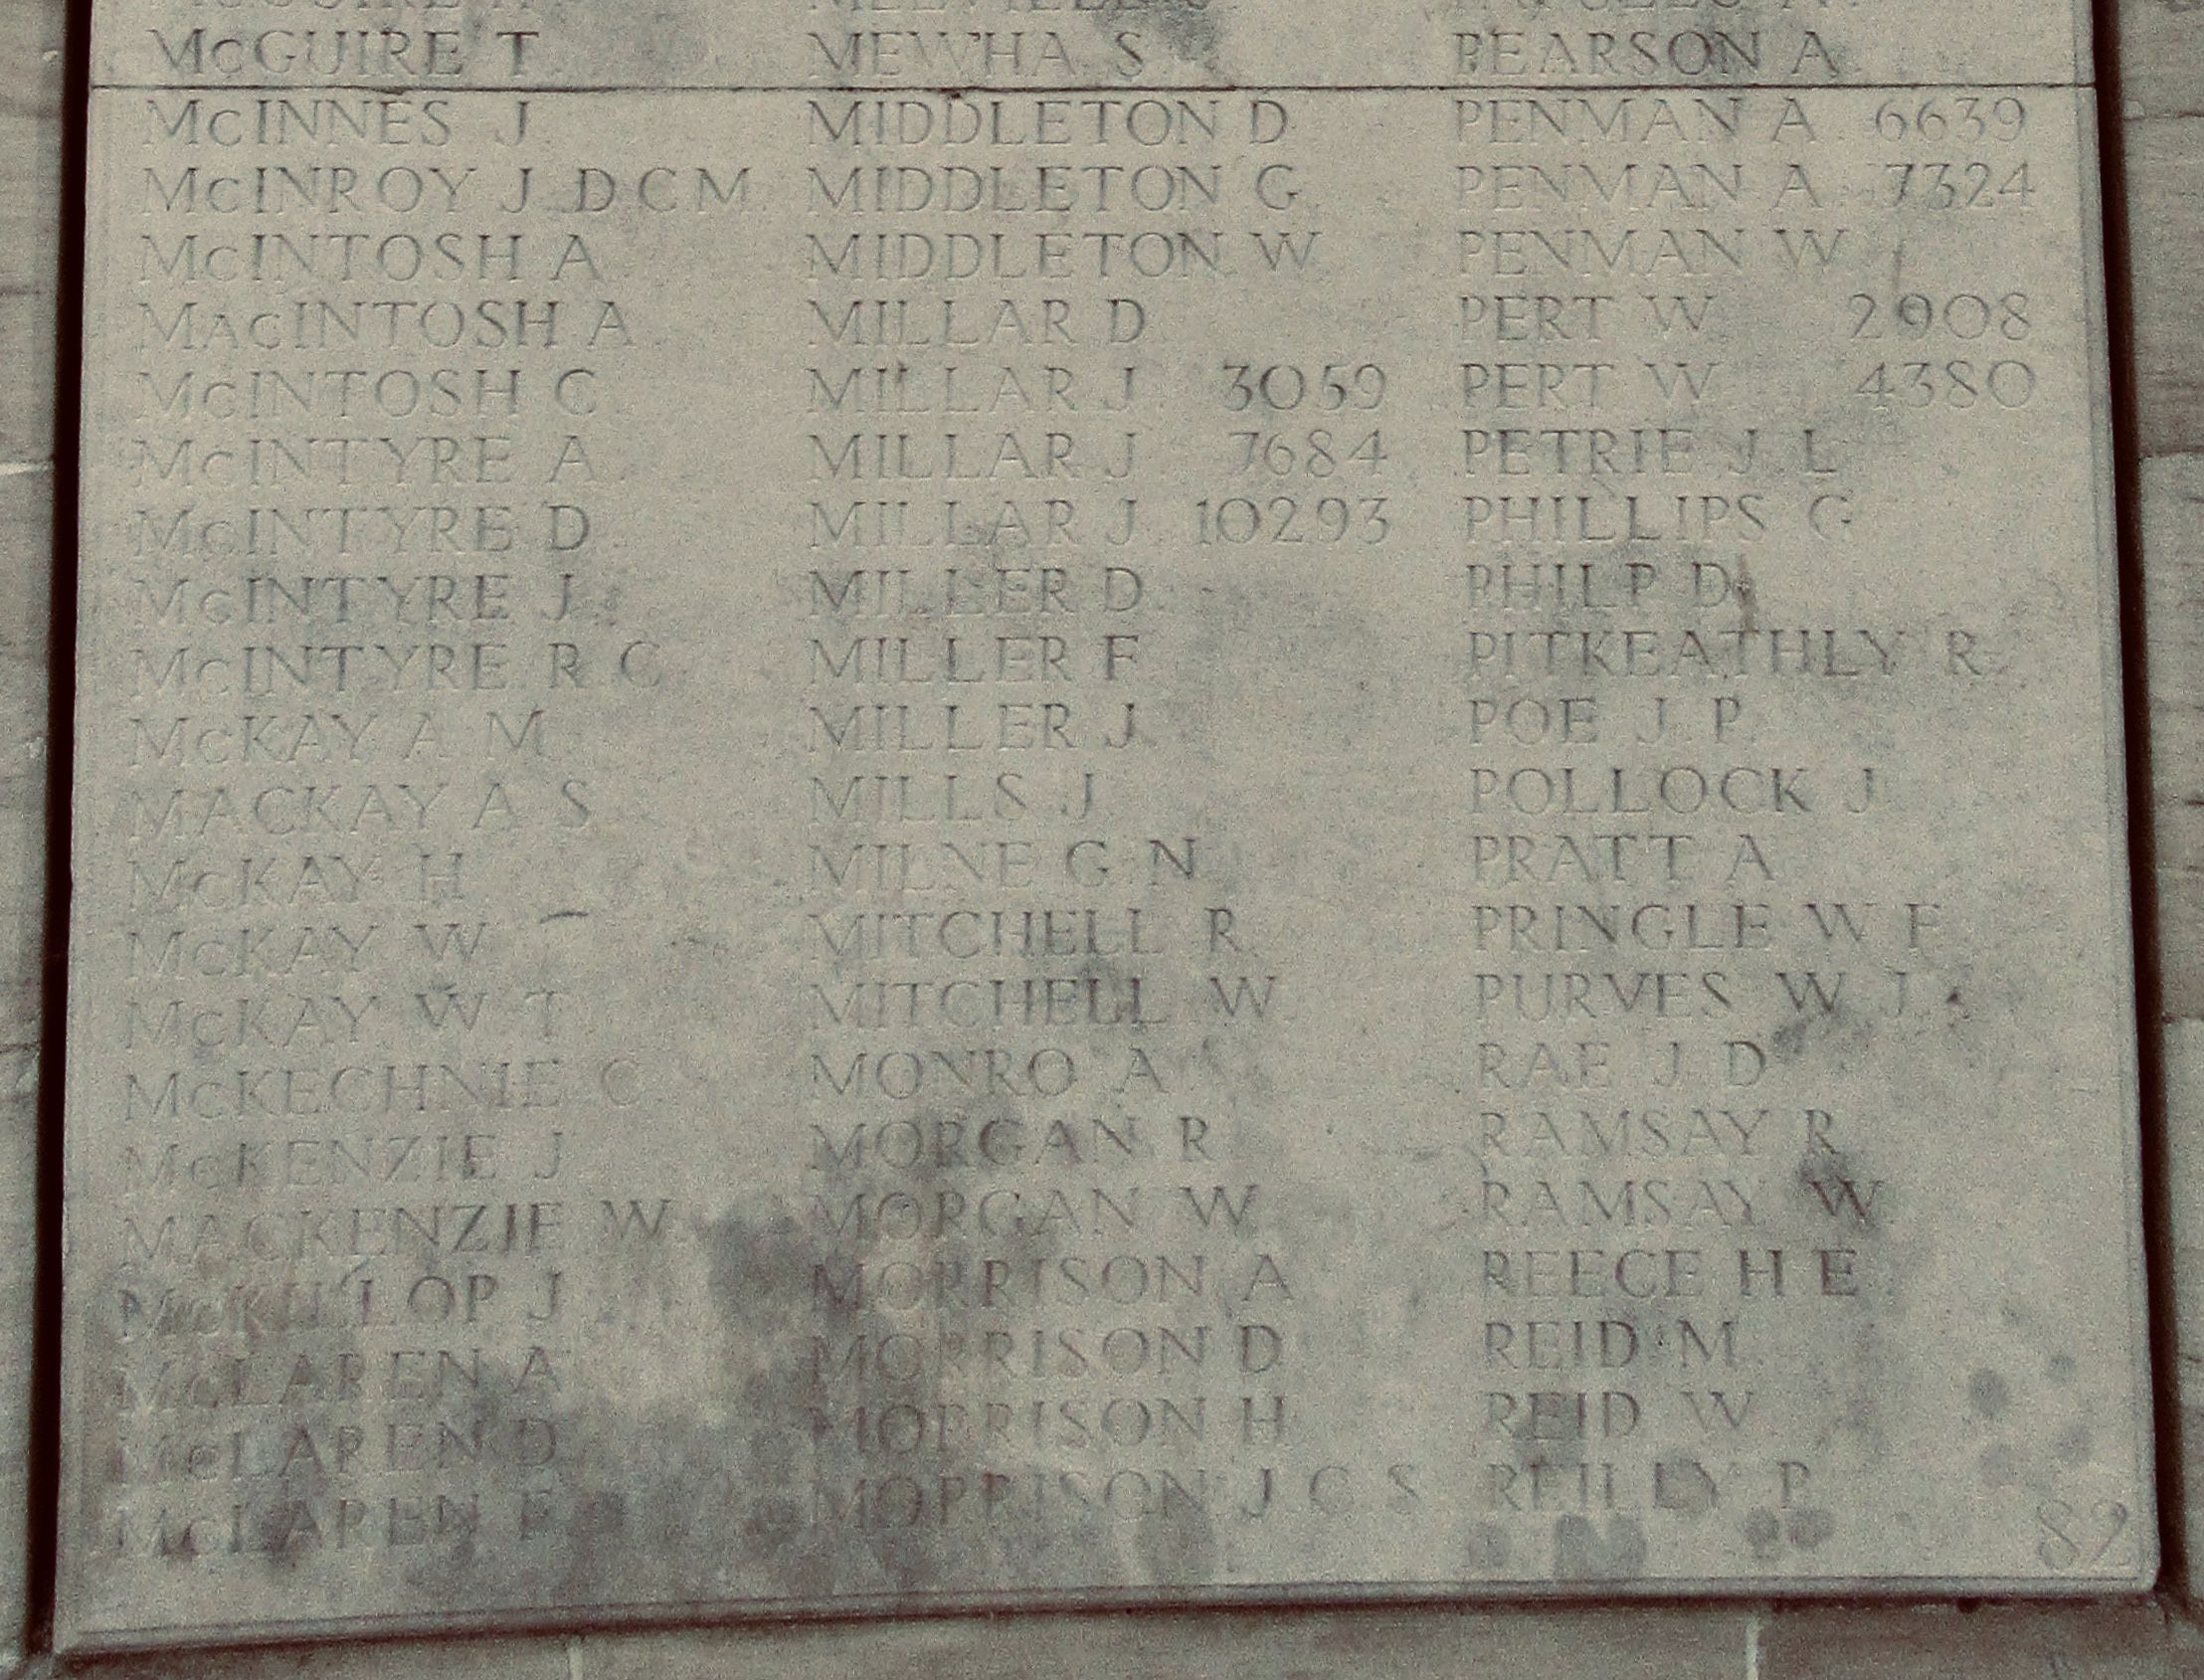 McGUIRE T
McINNES J
McINROY J. D C M
McINTOSH A
MACINTOSH A
McINTOSH C
McINTYRE A
McINTYRE D
McINTYRE J
McINTYRE R C
McKAY A M
MACKAY A S
McKAY H
McKAY W
McKAY W T
McKECHNIE C
McKENZIE J
MACKENZIE W
McKILLOP J
McLAREN A
McLAREN D
McLAREN F
MELVILLE J
MEWHA S
MIDDLETON D
MIDDLETON G
MIDDLETON W
MILLAR D
MILLAR J 3059
MILLAR J 7684
MILLAR J 10293
MILLER D
MILLER F
MILLER J
MILLS J
MILNE G N
MITCHELL R
MITCHELL W
MONRO A
MORGAN R
MORGAN W
MORRISON A
MORRISON D
MORRISON H
MORRISON J C S
PEARSON A
PENMAN A 6639
PENMAN A 7324
PENMAN W
PERT W 2908
PERT W 4380
PETRIE J L
PHILLIPS G
PHILP D
PITKEATHLY R
POE J P
POLLOCK J
PRATT A
PRINGLE W F
PURVES W J
RAE J D
RAMSAY R
RAMSAY W
REECE H E
REID M
REID W
REILLY P
82